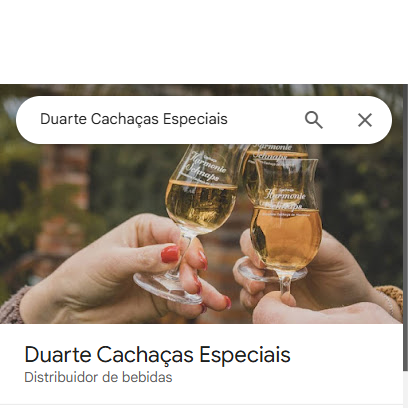 Duarte Cachaças Especiais
Harmonie
Schnaps
Harmonie
Schnaps
Harmonie
Schnaps
Duarte Cachaças Especiais
Distribuidor de bebidas